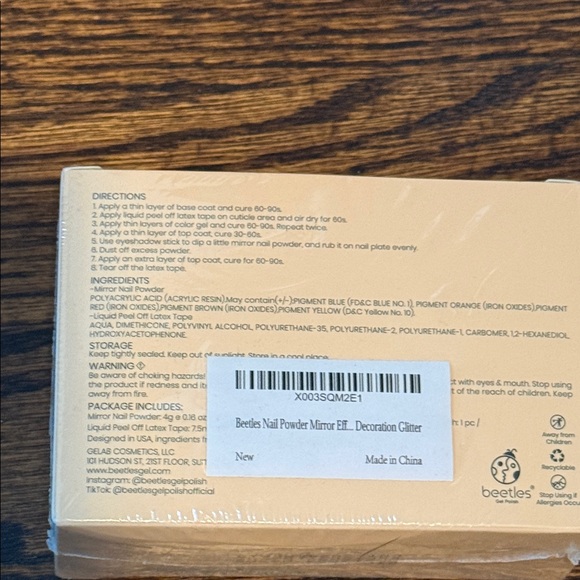 DIRECTIONS
1. Apply a thin layer of base coat and cure 60-90s.
2. Apply liquid peel off latex tape on cuticle area and air dry for 60s.
3. Apply thin layers of color gel and cure 60-90s. Repeat twice.
4. Apply a thin layer of top coat, cure 30-60s.
5. Use eyeshadow stick to dip a little mirror nail powder, and rub it on nail plate evenly.
6. Dust off excess powder.
7. Apply an extra layer of top coat, cure for 60-90s.
8. Tear off the latex tape.
INGREDIENTS
-Mirror Nail Powder
POLYACRYLIC ACID (ACRYLIC RESIN).May contain(+/-):PIGMENT BLUE (FD&C BLUE NO. 1), PIGMENT ORANGE (IRON OXIDES),PIGMENT
RED (IRON OXIDES),PIGMENT BROWN (IRON OXIDES),PIGMENT YELLOW (D&C Yellow No. 10).
-Liquid Peel Off Latex Tape
AQUA, DIMETHICONE, POLYVINYL ALCOHOL, POLYURETHANE-35, POLYURETHANE-2, POLYURETHANE-1, CARBOMER, 1,2-HEXANEDIOL,
HYDROXYACETOPHENONE.
STORAGE
Keep tightly sealed. Keep out of sunlight. Store in a cool place.
WARNING
Be aware of choking hazards! ct with eyes & mouth. Stop using
the product if redness and it t of the reach of children. Keep
away from fire.
PACKAGE INCLUDES:
Mirror Nail Powder: 4g e 0.16 oz
Liquid Peel Off Latex Tape: 7.5m h: 1 pc /
Designed in USA, ingredients fr
GELAB COSMETICS, LLC
101 HUDSON ST, 21ST FLOOR, SUIT
www.beetlesgel.com
Instagram: @beetlesgelpolish
TikTok: @beetlesgelpolishofficial
X003SQM2E1
Beetles Nail Powder Mirror Eff... Decoration Glitter
New Made in China
beetles®
Gel Polish
Away from
Children
Recyclable
Stop Using if
Allergies Occu